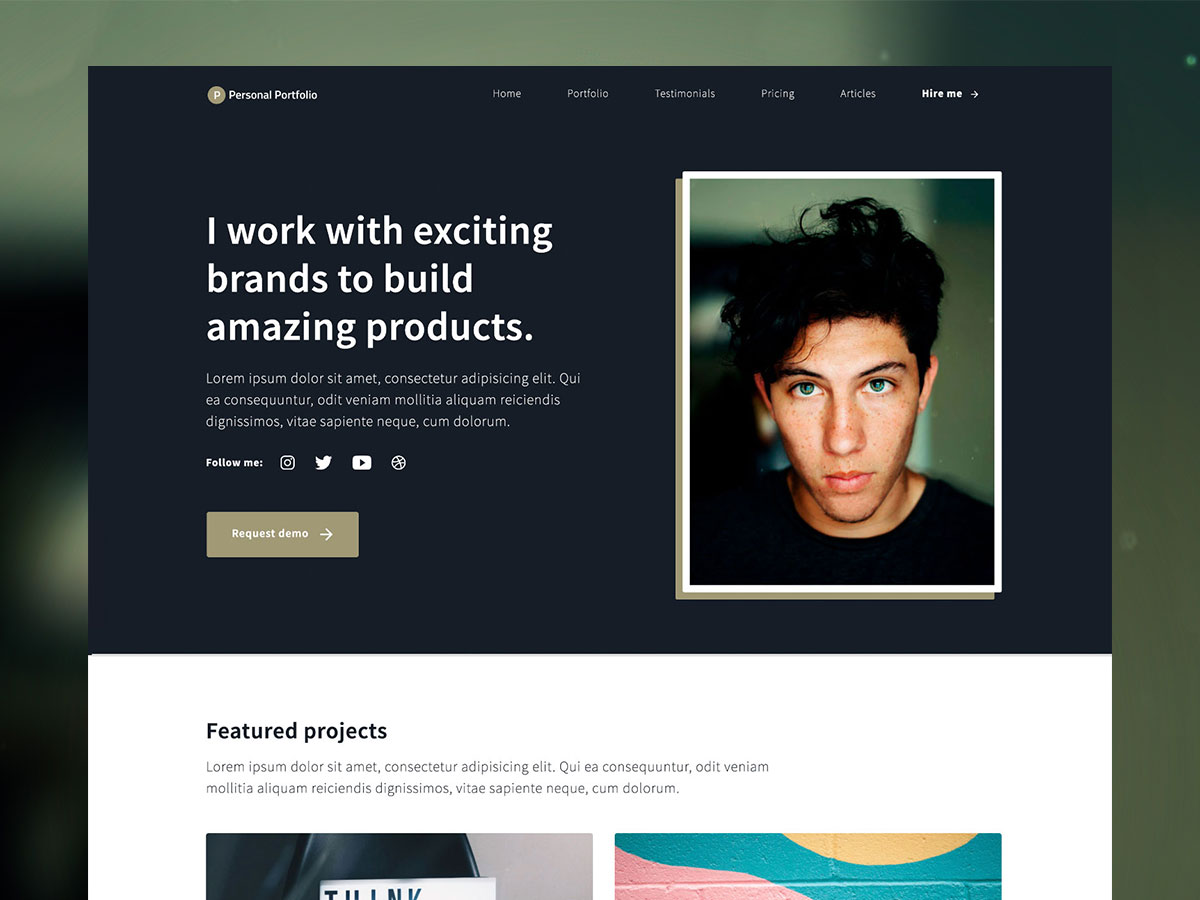 P Personal Portfolio
Home Portfolio Testimonials Pricing Articles Hire me →
I work with exciting
brands to build
amazing products.
Lorem ipsum dolor sit amet, consectetur adipisicing elit. Qui
ea consequuntur, odit veniam mollitia aliquam reiciendis
dignissimos, vitae sapiente neque, cum dolorum.
Follow me:
Request demo →
Featured projects
Lorem ipsum dolor sit amet, consectetur adipisicing elit. Qui ea consequuntur, odit veniam
mollitia aliquam reiciendis dignissimos, vitae sapiente neque, cum dolorum.
THINK